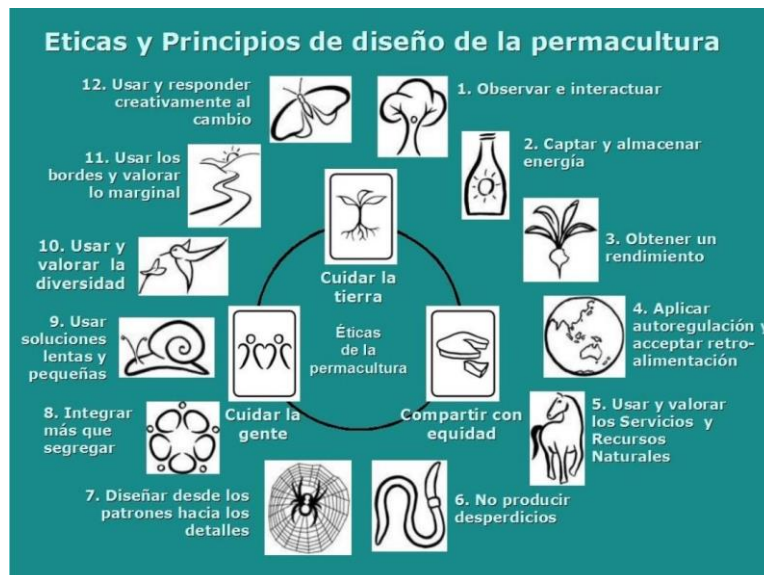 Eticas y Principios de diseño de la permacultura
12. Usar y responder
creativamente al
cambio
1. Observar e interactuar
2. Captar y almacenar
energía
11. Usar los
bordes y valorar
lo marginal
3. Obtener un
rendimiento
10. Usar y
valorar la
diversidad
Cuidar la
tierra
4. Aplicar
autoregulación y
acceptar retro-
alimentación
9. Usar
soluciones
lentas y
pequeñas
Éticas
de la
permacultura
Cuidar la
gente
Compartir con
equidad
5. Usar y valorar
los Servicios y
Recursos
Naturales
8. Integrar
más que
segregar
7. Diseñar desde los
patrones hacia los
detalles
6. No producir
desperdicios